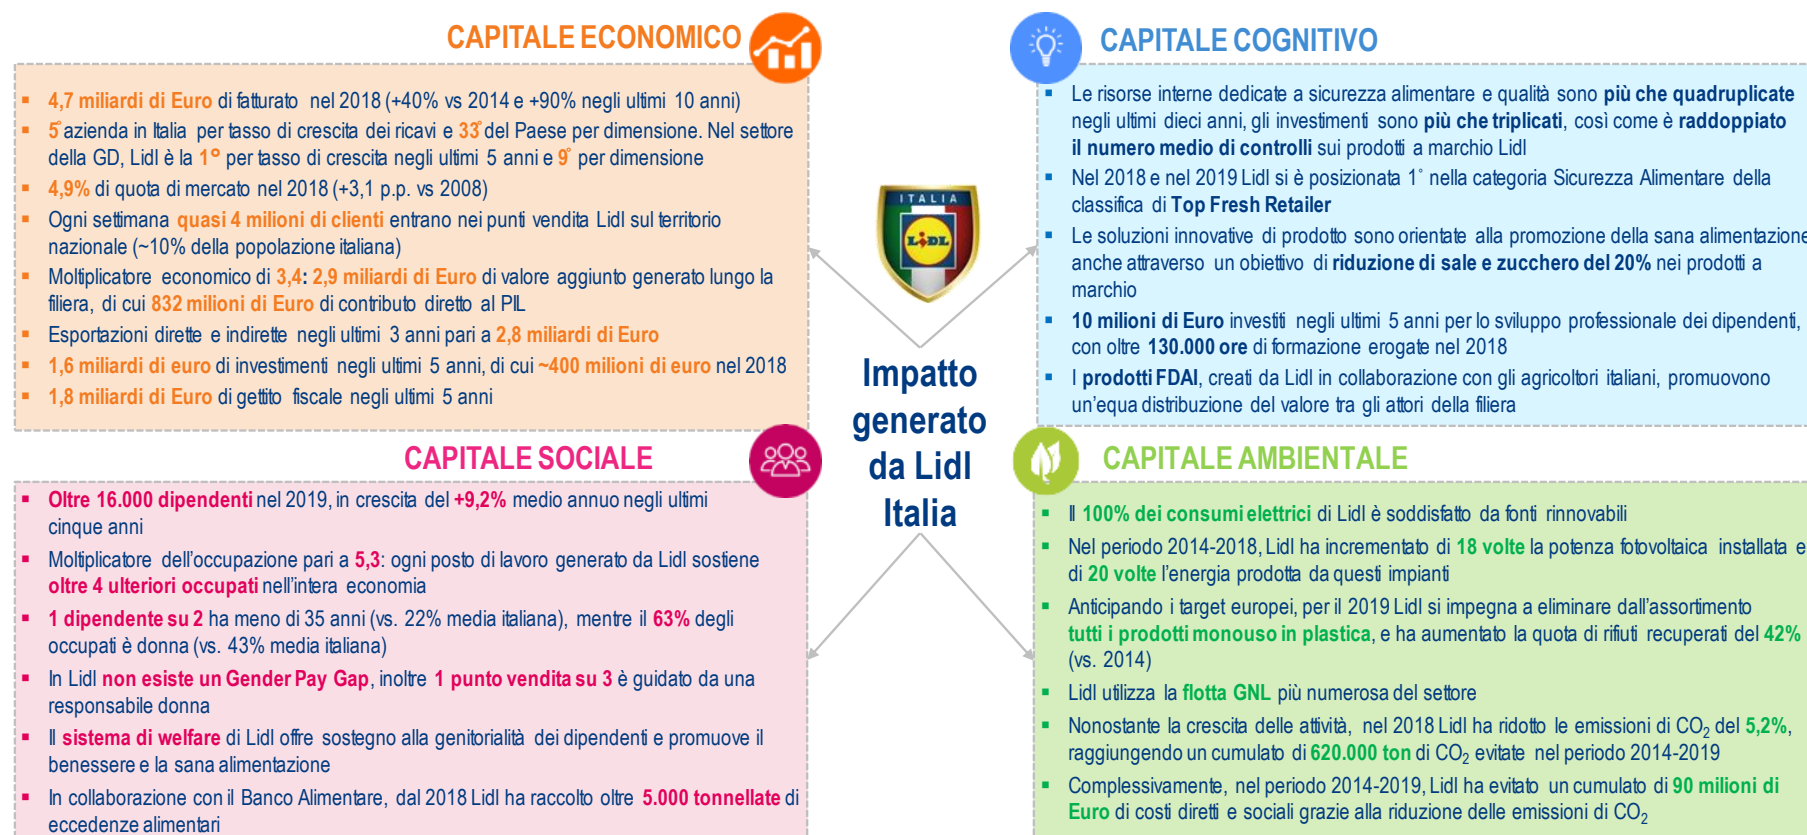 CAPITALE ECONOMICO
4,7 miliardi di Euro di fatturato nel 2018 (+40% vs 2014 e +90% negli ultimi 10 anni)
5° azienda in Italia per tasso di crescita dei ricavi e 33° del Paese per dimensione. Nel settore
della GD, Lidl è la 1° per tasso di crescita negli ultimi 5 anni e 9° per dimensione
4,9% di quota di mercato nel 2018 (+3,1 p.p. vs 2008)
Ogni settimana quasi 4 milioni di clienti entrano nei punti vendita Lidl sul territorio
nazionale (~10% della popolazione italiana)
Moltiplicatore economico di 3,4: 2,9 miliardi di Euro di valore aggiunto generato lungo la
filiera, di cui 832 milioni di Euro di contributo diretto al PIL
Esportazioni dirette e indirette negli ultimi 3 anni pari a 2,8 miliardi di Euro
1,6 miliardi di euro di investimenti negli ultimi 5 anni, di cui ~400 milioni di euro nel 2018
1,8 miliardi di Euro di gettito fiscale negli ultimi 5 anni
CAPITALE COGNITIVO
Le risorse interne dedicate a sicurezza alimentare e qualità sono più che quadruplicate
negli ultimi dieci anni, gli investimenti sono più che triplicati, così come è raddoppiato
il numero medio di controlli sui prodotti a marchio Lidl
Nel 2018 e nel 2019 Lidl si è posizionata 1° nella categoria Sicurezza Alimentare della
classifica di Top Fresh Retailer
Le soluzioni innovative di prodotto sono orientate alla promozione della sana alimentazione
anche attraverso un obiettivo di riduzione di sale e zucchero del 20% nei prodotti a
marchio
10 milioni di Euro investiti negli ultimi 5 anni per lo sviluppo professionale dei dipendenti,
con oltre 130.000 ore di formazione erogate nel 2018
I prodotti FDAI, creati da Lidl in collaborazione con gli agricoltori italiani, promuovono
un'equa distribuzione del valore tra gli attori della filiera
ITALIA
LIDL
Impatto
generato
da Lidl
Italia
CAPITALE SOCIALE
Oltre 16.000 dipendenti nel 2019, in crescita del +9,2% medio annuo negli ultimi
cinque anni
Moltiplicatore dell'occupazione pari a 5,3: ogni posto di lavoro generato da Lidl sostiene
oltre 4 ulteriori occupati nell'intera economia
1 dipendente su 2 ha meno di 35 anni (vs. 22% media italiana), mentre il 63% degli
occupati è donna (vs. 43% media italiana)
In Lidl non esiste un Gender Pay Gap, inoltre 1 punto vendita su 3 è guidato da una
responsabile donna
Il sistema di welfare di Lidl offre sostegno alla genitorialità dei dipendenti e promuove il
benessere e la sana alimentazione
In collaborazione con il Banco Alimentare, dal 2018 Lidl ha raccolto oltre 5.000 tonnellate di
eccedenze alimentari
CAPITALE AMBIENTALE
Il 100% dei consumi elettrici di Lidl è soddisfatto da fonti rinnovabili
Nel periodo 2014-2018, Lidl ha incrementato di 18 volte la potenza fotovoltaica installata e
di 20 volte l'energia prodotta da questi impianti
Anticipando i target europei, per il 2019 Lidl si impegna a eliminare dall'assortimento
tutti i prodotti monouso in plastica, e ha aumentato la quota di rifiuti recuperati del 42%
(vs. 2014)
Lidl utilizza la flotta GNL più numerosa del settore
Nonostante la crescita delle attività, nel 2018 Lidl ha ridotto le emissioni di CO₂ del 5,2%,
raggiungendo un cumulato di 620.000 ton di CO₂ evitate nel periodo 2014-2019
Complessivamente, nel periodo 2014-2019, Lidl ha evitato un cumulato di 90 milioni di
Euro di costi diretti e sociali grazie alla riduzione delle emissioni di CO₂